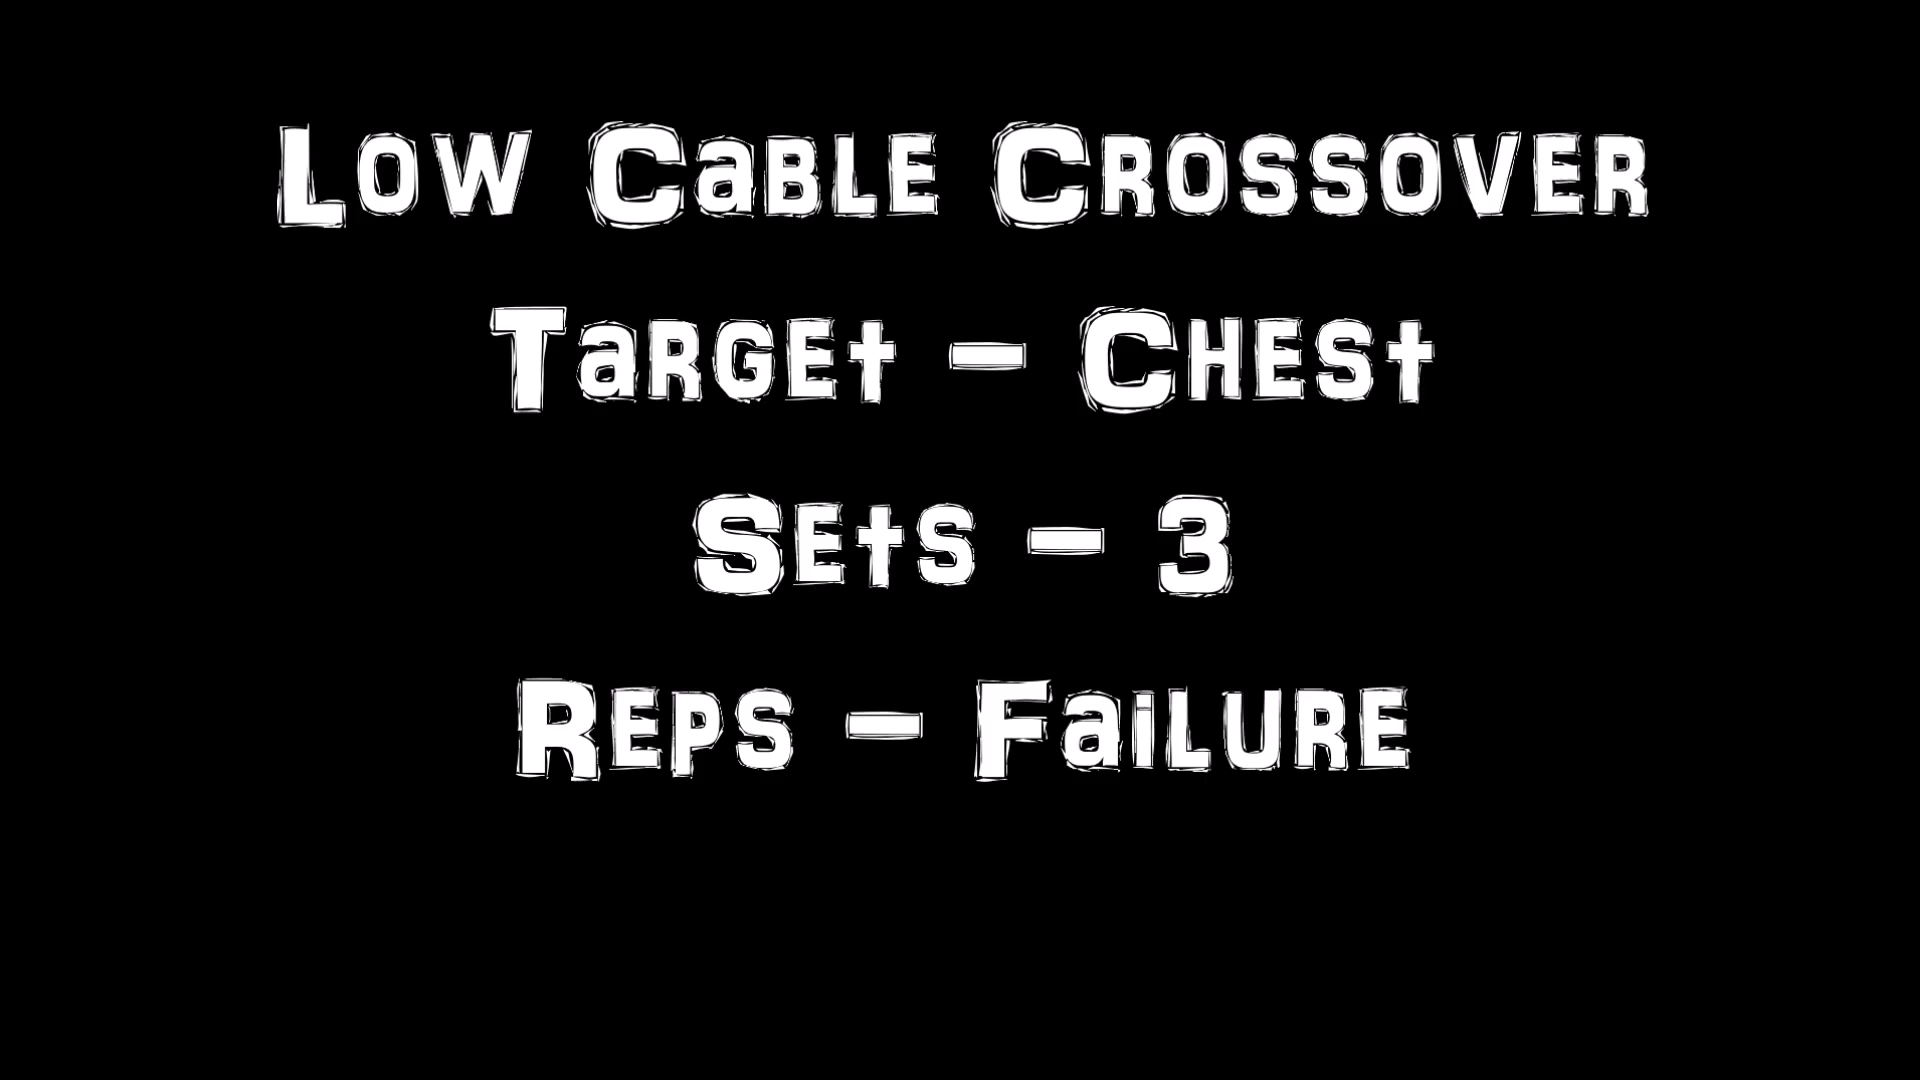 Low Cable Crossover
Target - Chest
Sets - 3
Reps - Failure